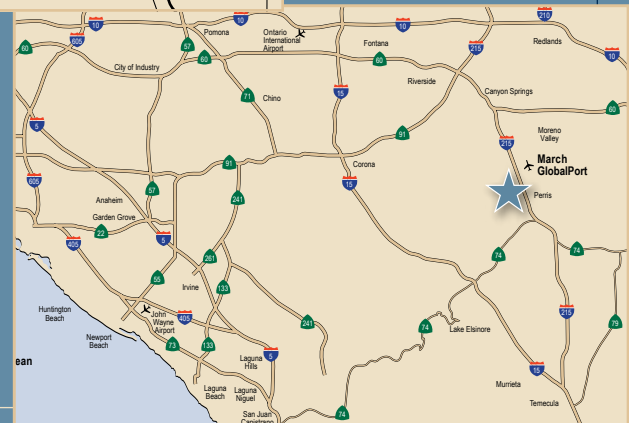 10
10
10
210
605
Pomona
Ontario
International
Airport
Fontana
Redlands
60
57
60
60
215
10
City of Industry
Riverside
Canyon Springs
71
Chino
15
60
5
91
Moreno
Valley
215
91
Corona
March
GlobalPort
605
57
241
15
Perris
Anaheim
Garden Grove
22
405
5
261
74
74
55
Irvine
133
Huntington
Beach
John
Wayne
Airport
405
241
215
79
Newport
Beach
73
133
74
Lake Elsinore
ean
Laguna
Hills
5
15
Laguna
Beach
Laguna
Niguel
Murrieta
Temecula
San Juan
Capistrano
74